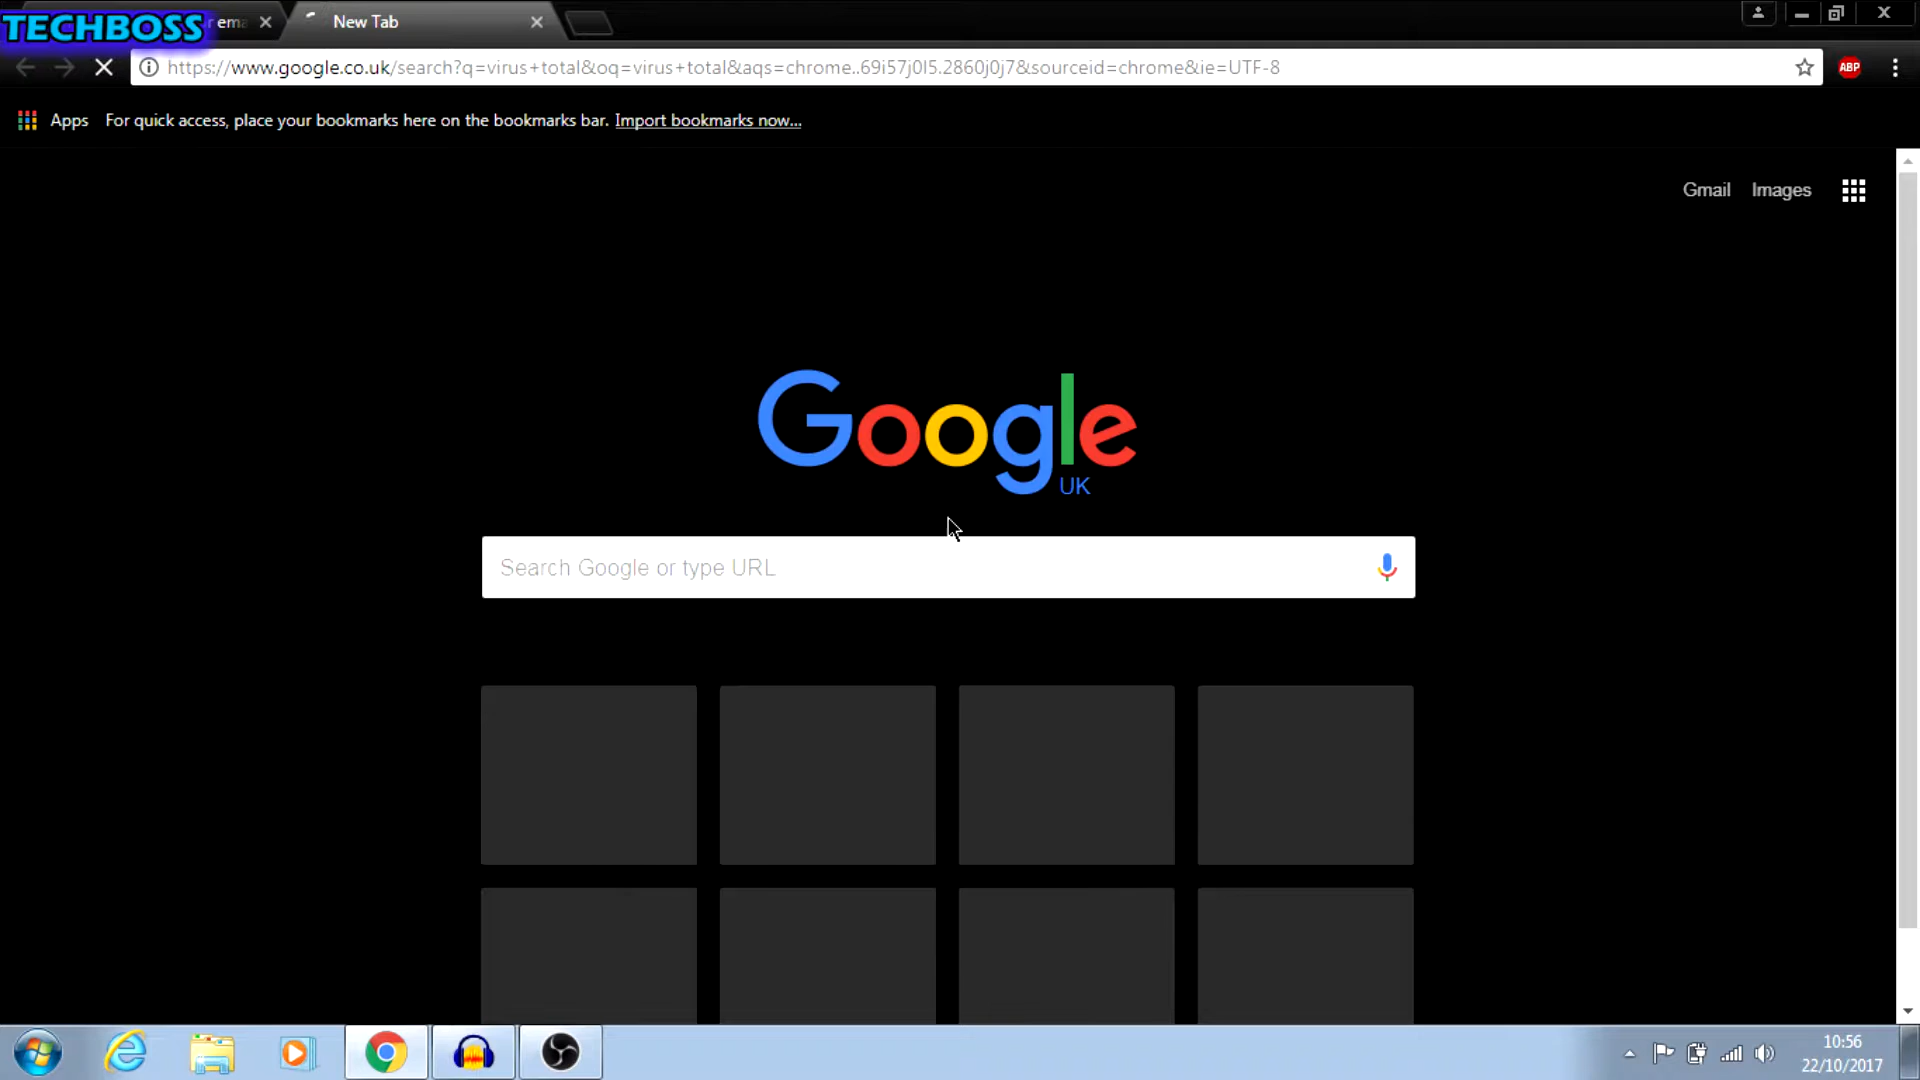 TECHBOSS
r ema
New Tab
https://www.google.co.uk/search?q=virus+total&oq=virus+total&aqs=chrome..69i57j0l5.2860j0j7&sourceid=chrome&ie=UTF-8
ABP
Apps For quick access, place your bookmarks here on the bookmarks bar. Import bookmarks now...
Gmail Images
Google
UK
Search Google or type URL
10:56
22/10/2017